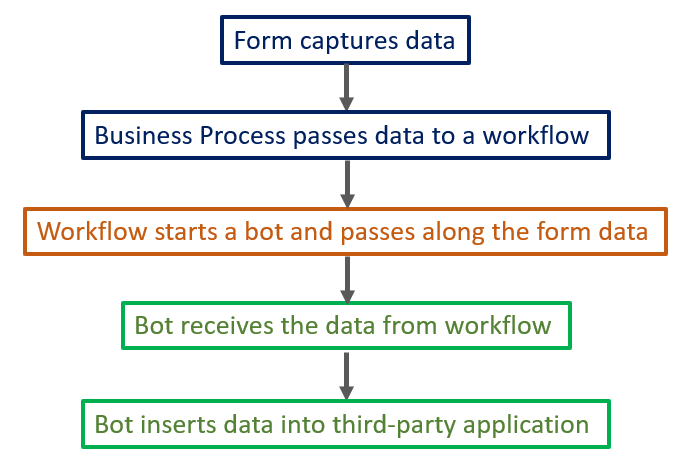 Form captures data
Business Process passes data to a workflow
Workflow starts a bot and passes along the form data
Bot receives the data from workflow
Bot inserts data into third-party application